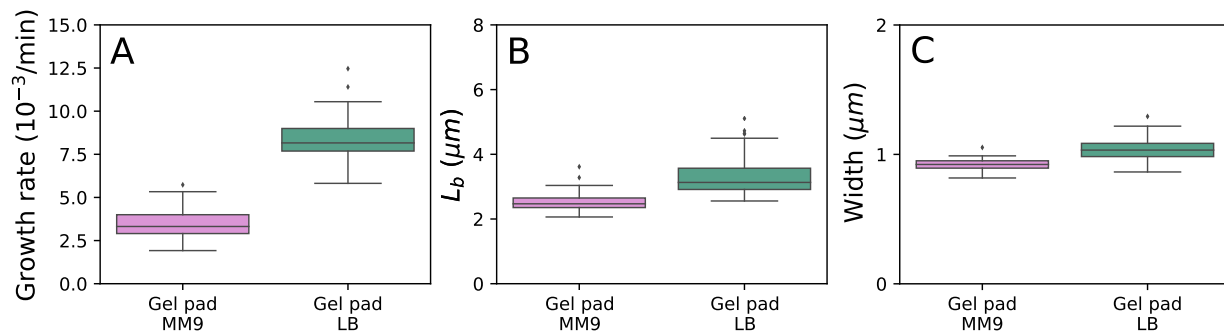 A
Growth rate (10⁻³/min)
15.0
12.5
10.0
7.5
5.0
2.5
0.0
Gel pad
MM9
Gel pad
LB
B
L_b (μm)
8
6
4
2
0
Gel pad
MM9
Gel pad
LB
C
Width (μm)
2
1
0
Gel pad
MM9
Gel pad
LB